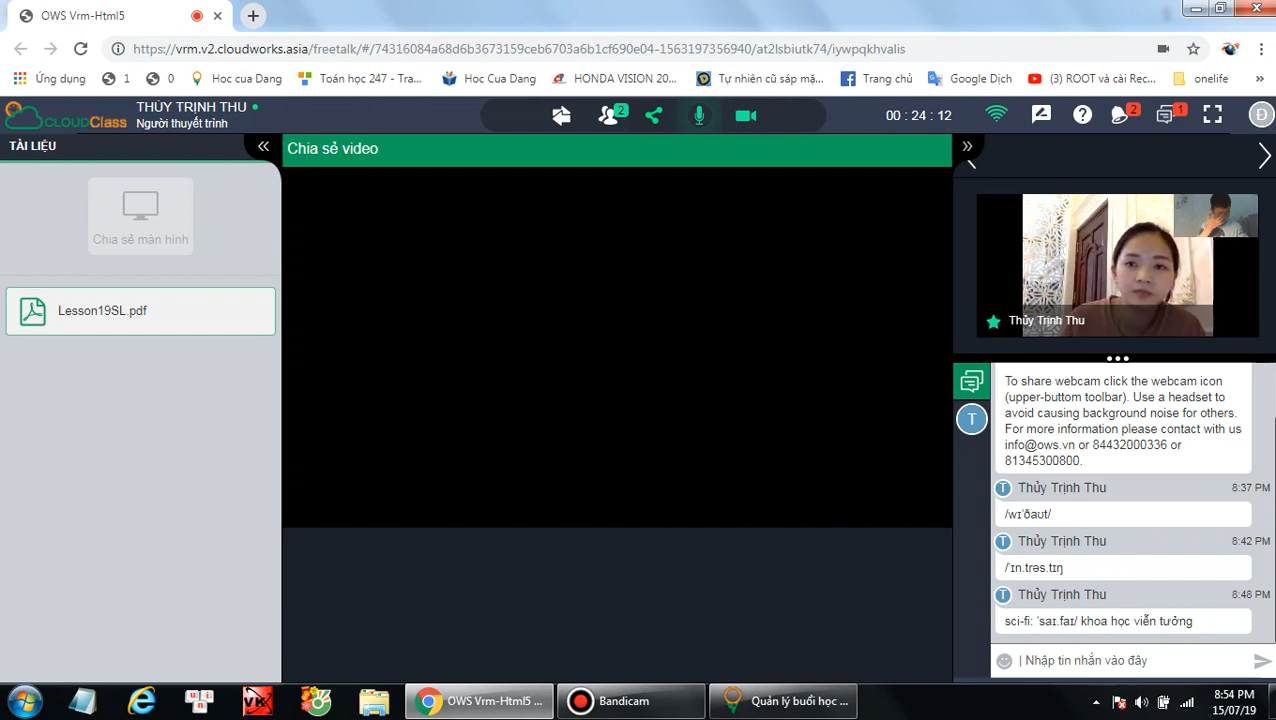 OWS Vrm-Html5
https://vrm.v2.cloudworks.asia/freetalk/#/74316084a68d6b3673159ceb6703a6b1cf690e04-1563197356940/at2lsbiutk74/iywpqkhvalis
Ứng dụng 1 0 Hoc cua Dang Toán học 247 - Tra... Học Cua Dang HONDA VISION 20... Tự nhiên cũ sáp mặ... Trang chủ Google Dịch (3) ROOT và cài Rec... onelife »
CLOUDClass
THỦY TRỊNH THU
Người thuyết trình
2
00 : 24 : 12
2
1
Đ
TÀI LIỆU
Chia sẻ video
Chia sẻ màn hình
Lesson19SL.pdf
Thủy Trịnh Thu
To share webcam click the webcam icon
(upper-buttom toolbar). Use a headset to
avoid causing background noise for others.
For more information please contact with us
info@ows.vn or 84432000336 or
81345300800.
T
T Thủy Trịnh Thu 8:37 PM
/wɪˈðaʊt/
T Thủy Trịnh Thu 8:42 PM
/ˈɪn.trəs.tɪŋ
T Thủy Trịnh Thu 8:48 PM
sci-fi: ˈsaɪ.faɪ/ khoa học viễn tưởng
Nhập tin nhắn vào đây
OWS Vrm-Html5 ...
Bandicam
Quản lý buổi học ...
8:54 PM
15/07/19